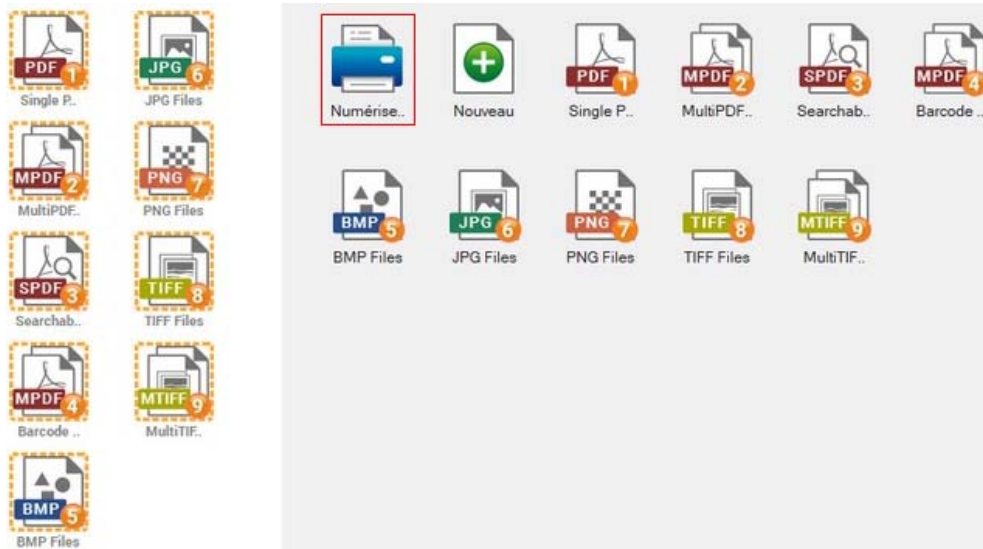 PDF 1
Single P..
JPG 6
JPG Files
MPDF 2
MultiPDF..
PNG 7
PNG Files
SPDF 3
Searchab..
TIFF 8
TIFF Files
MPDF 4
Barcode ..
MTIFF 9
MultiTIF..
BMP 5
BMP Files
Numérise..
Nouveau
PDF 1
Single P..
MPDF 2
MultiPDF..
SPDF 3
Searchab..
MPDF 4
Barcode ..
BMP 5
BMP Files
JPG 6
JPG Files
PNG 7
PNG Files
TIFF 8
TIFF Files
MTIFF 9
MultiTIF..